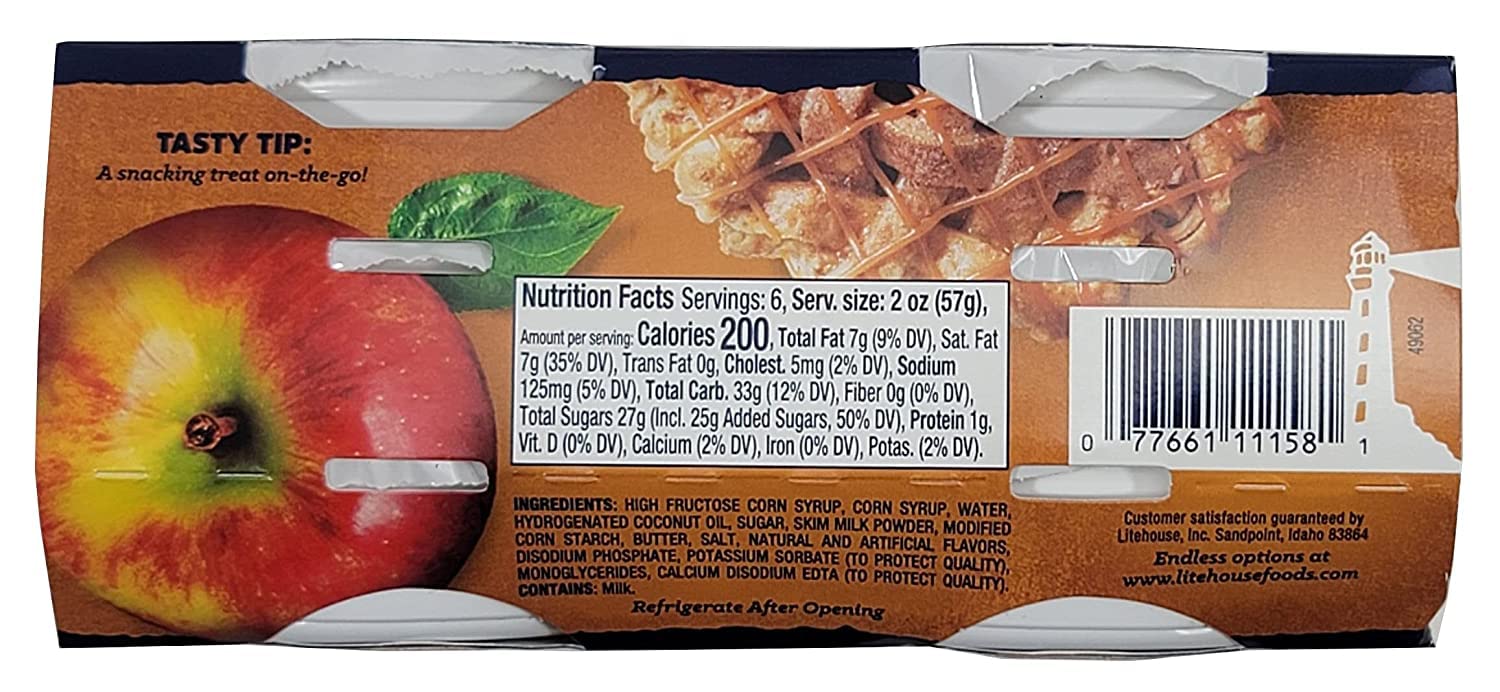 TASTY TIP:
A snacking treat on-the-go!
Nutrition Facts Servings: 6, Serv. size: 2 oz (57g),
Amount per serving: Calories 200, Total Fat 7g (9% DV), Sat. Fat
7g (35% DV), Trans Fat 0g, Cholest. 5mg (2% DV), Sodium
125mg (5% DV), Total Carb. 33g (12% DV), Fiber 0g (0% DV),
Total Sugars 27g (Incl. 25g Added Sugars, 50% DV), Protein 1g,
Vit. D (0% DV), Calcium (2% DV), Iron (0% DV), Potas. (2% DV).
INGREDIENTS: HIGH FRUCTOSE CORN SYRUP, CORN SYRUP, WATER,
HYDROGENATED COCONUT OIL, SUGAR, SKIM MILK POWDER, MODIFIED
CORN STARCH, BUTTER, SALT, NATURAL AND ARTIFICIAL FLAVORS,
DISODIUM PHOSPHATE, POTASSIUM SORBATE (TO PROTECT QUALITY),
MONOGLYCERIDES, CALCIUM DISODIUM EDTA (TO PROTECT QUALITY).
CONTAINS: Milk.
Refrigerate After Opening
49062
0 77661 11158 1
Customer satisfaction guaranteed by
Litehouse, Inc. Sandpoint, Idaho 83864
Endless options at
www.litehousefoods.com